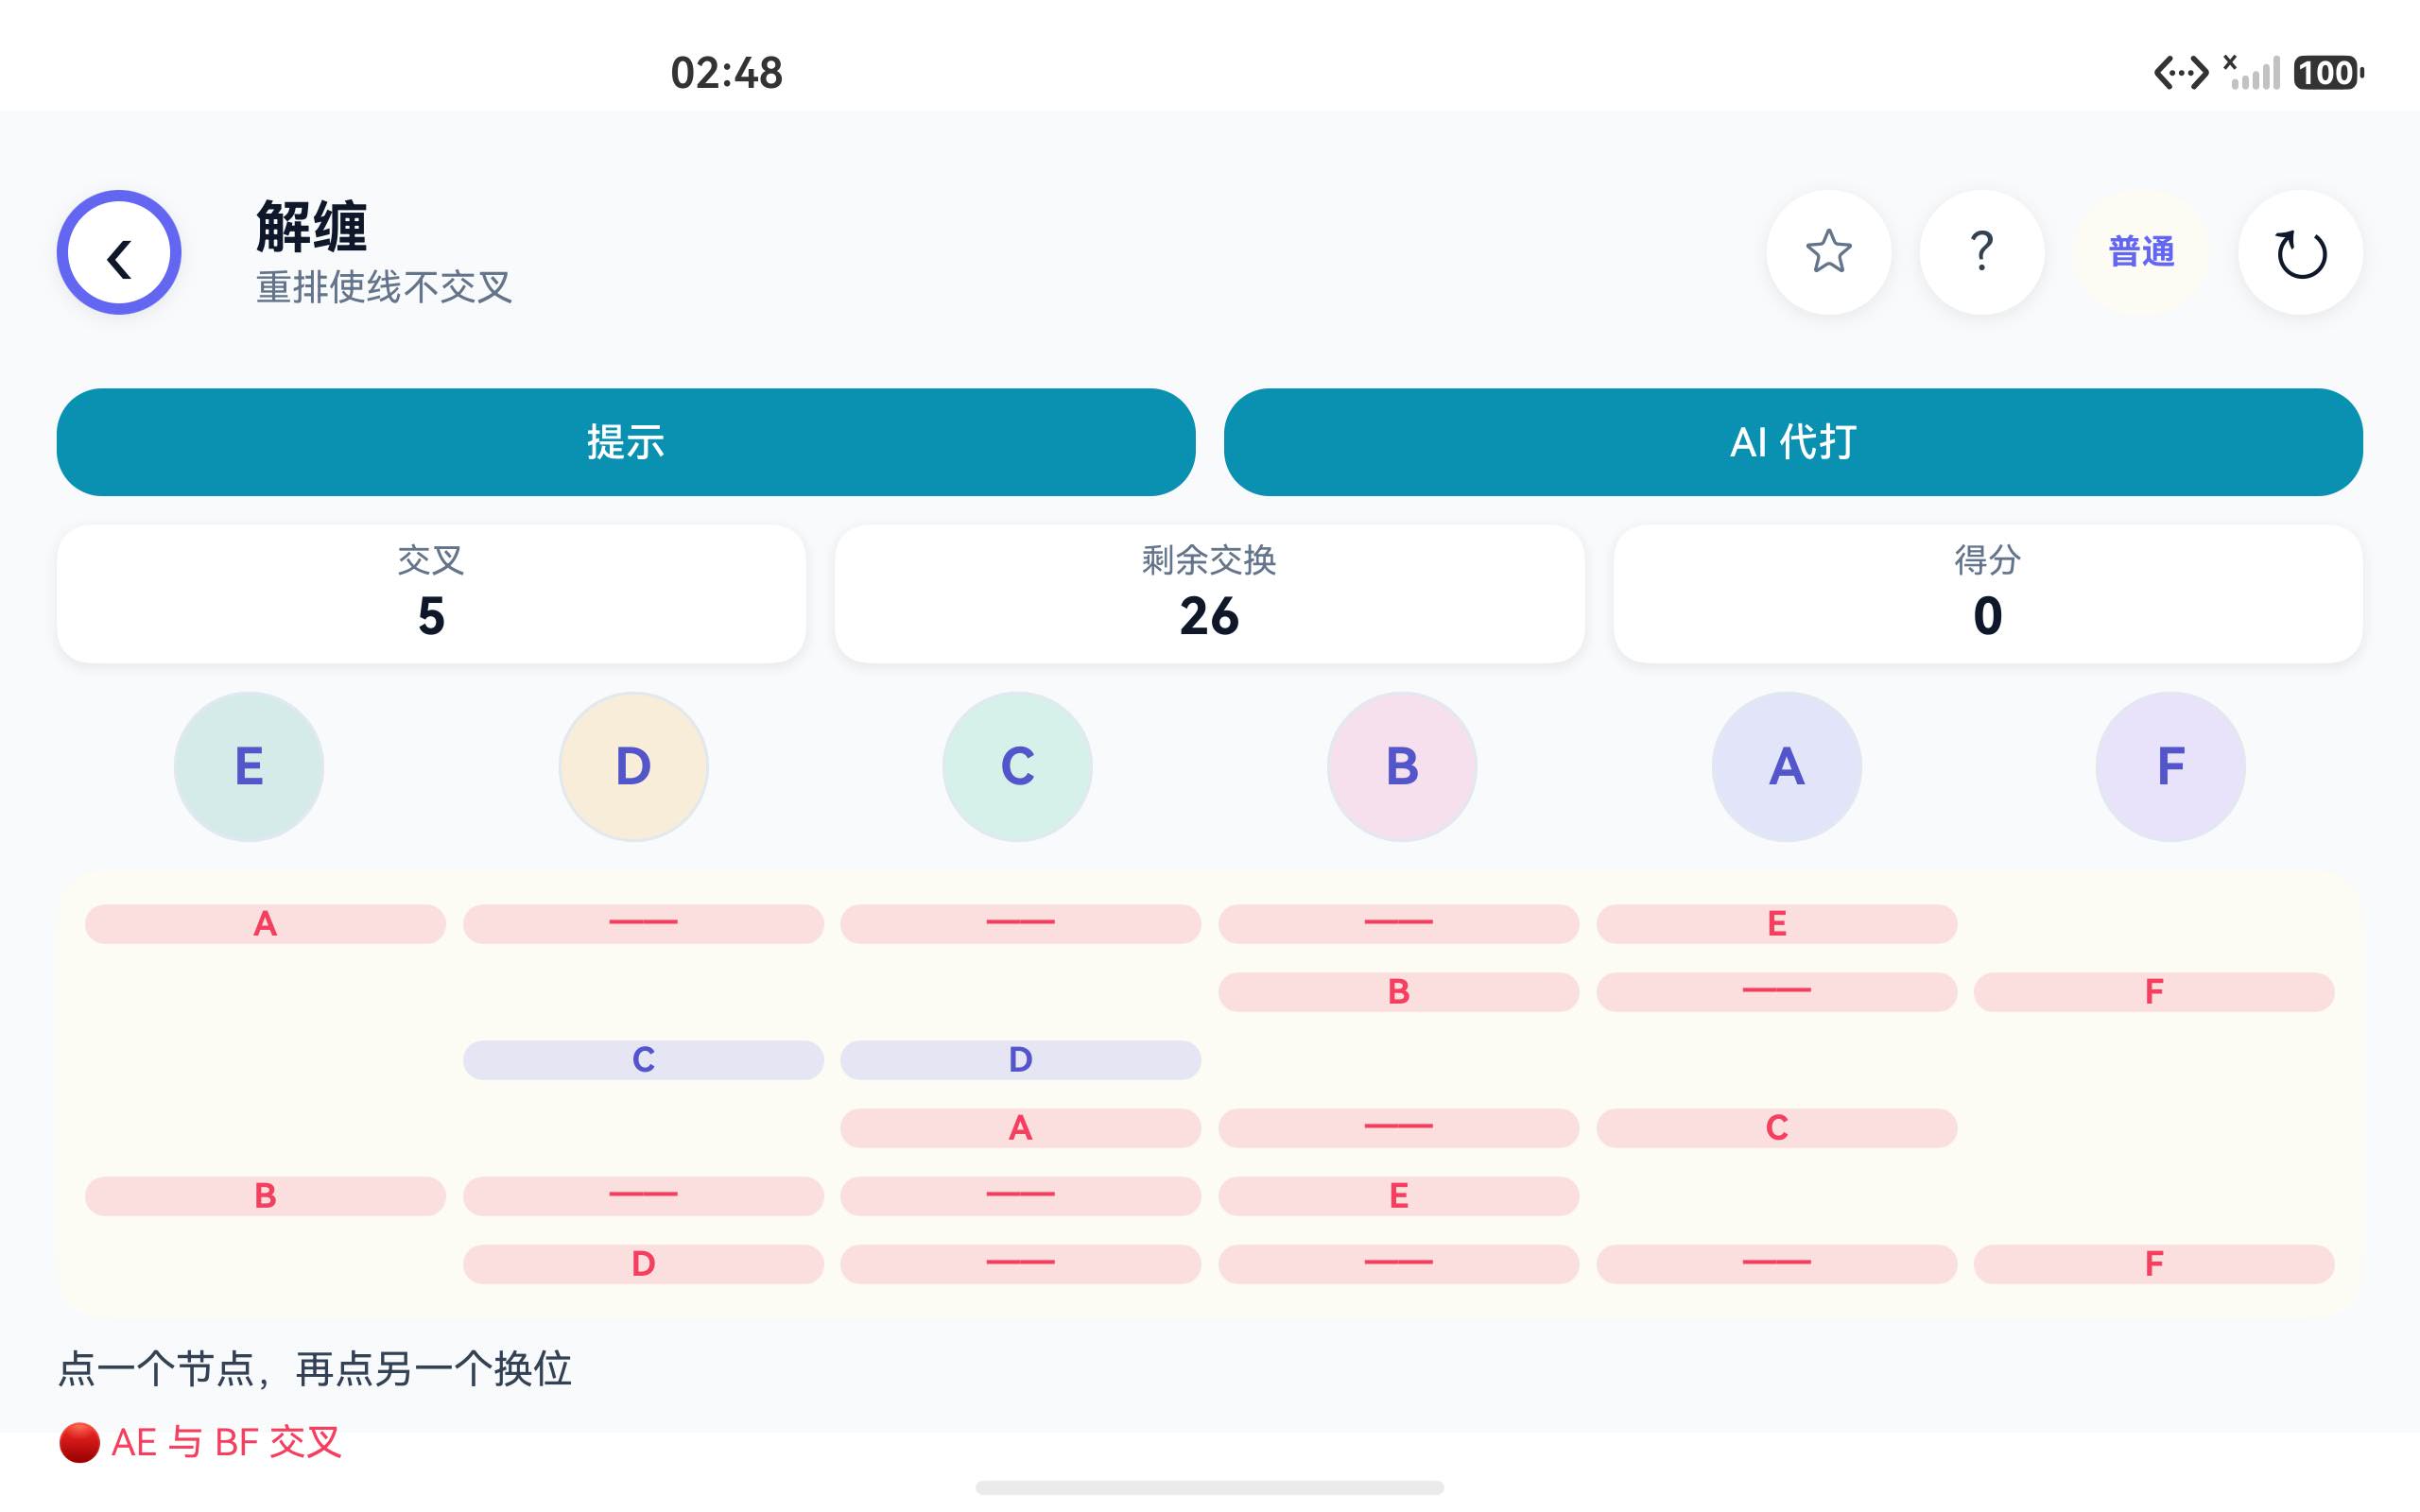 02:48
100
解缠
重排使线不交叉
?
普通
提示
AI 代打
交叉
5
剩余交换
26
得分
0
E D C B A F
A —— —— —— E
B —— F
C D
A —— C
B —— —— E
D —— —— —— F
点一个节点，再点另一个换位
AE 与 BF 交叉